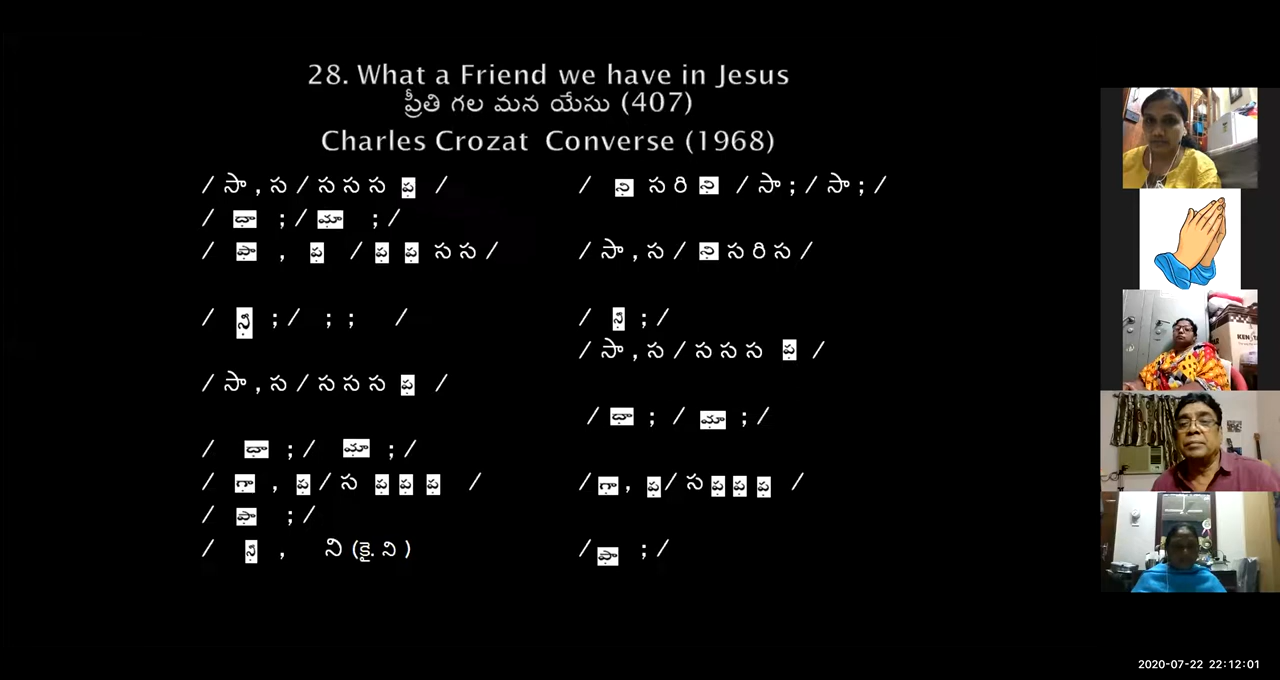 28. What a Friend we have in Jesus
ప్రీతి గల మన యేసు (407)
Charles Crozat Converse (1968)
/ సా , స / స స స ప్ /
/ దా ; / మా ; /
/ పా , ప / ప ప స స /
/ నీ ; / ; ; /
/ సా , స / స స స ప /
/ దా ; / మా ; /
/ గా , ప / స ప ప ప /
/ పా ; /
/ నీ , ని (కై. ని )
/ ని స రి ని / సా ; / సా ; /
/ సా , స / ని స రి స /
/ నీ ; /
/ సా , స / స స స ప /
/ దా ; / మా ; /
/ గా , ప / స ప ప ప /
/ పా ; /
KEN
2020-07-22 22:12:01